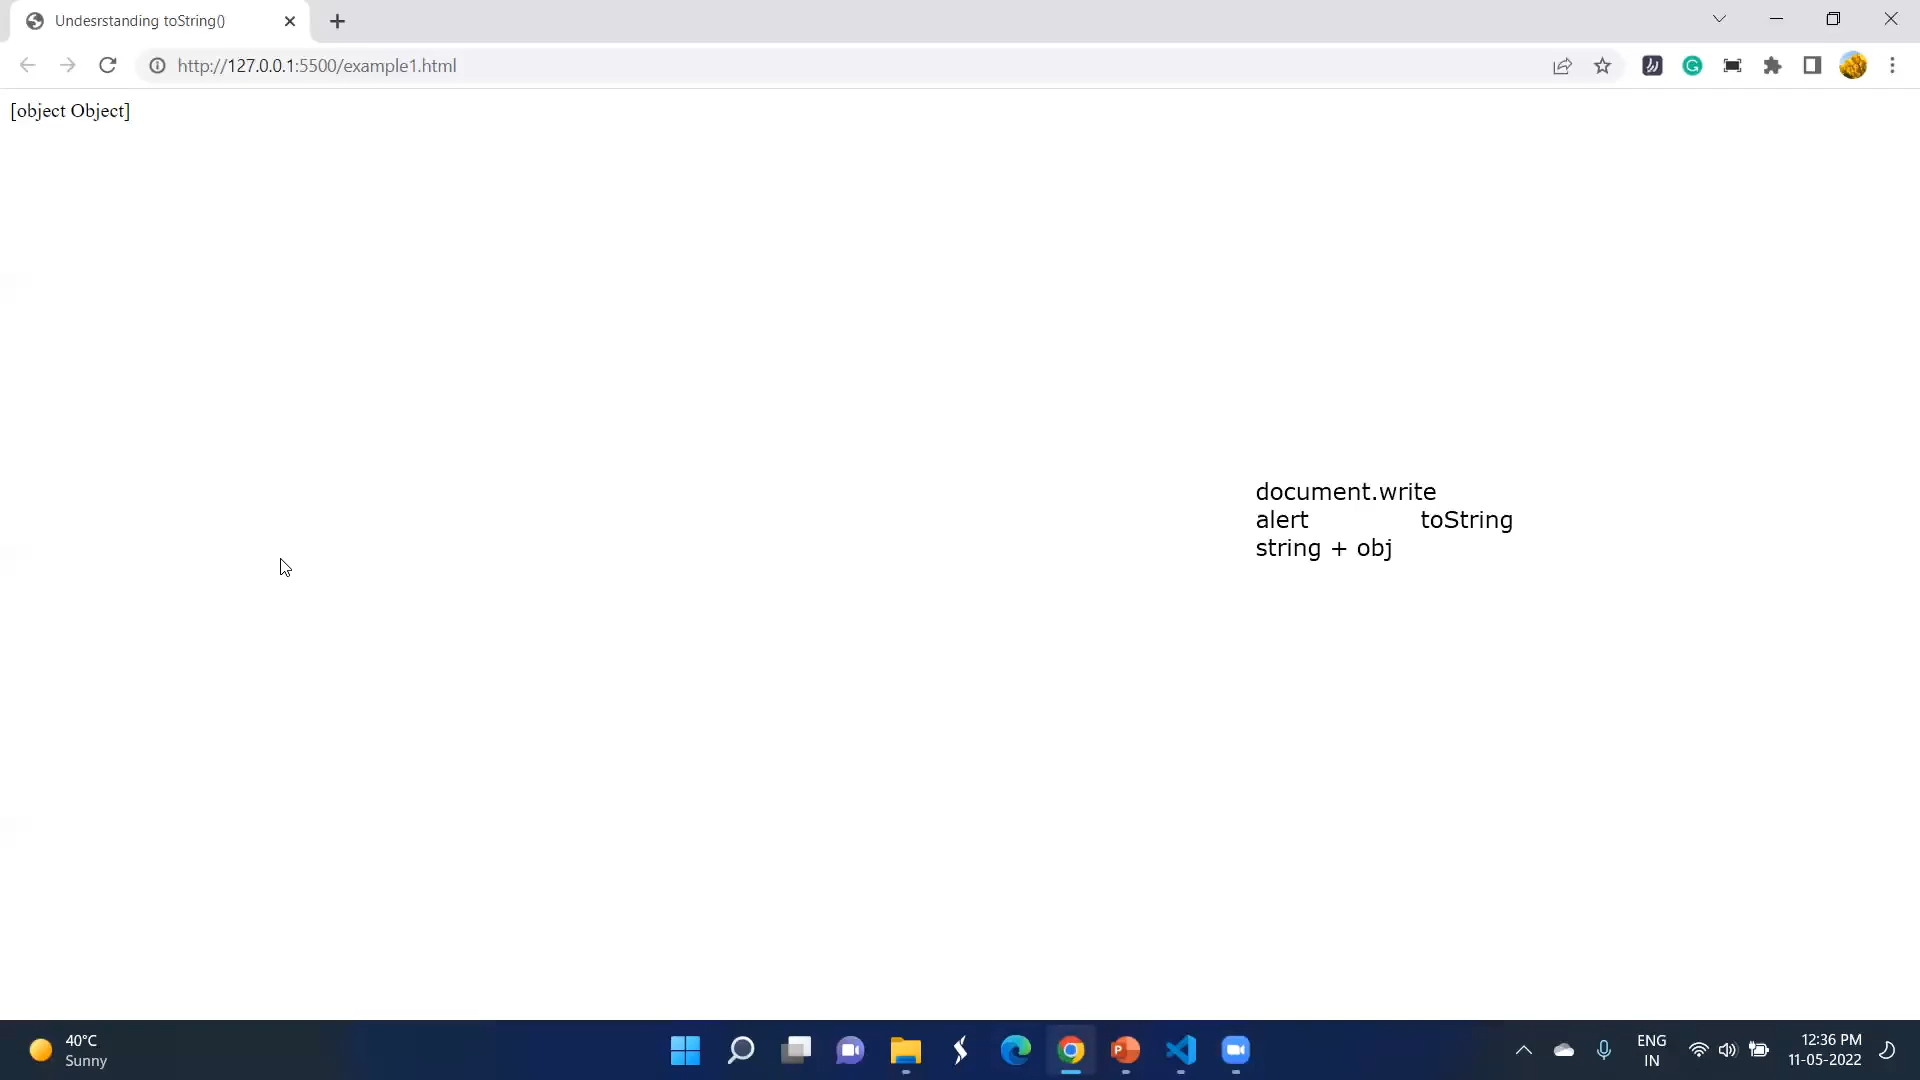 Undesrstanding toString()
http://127.0.0.1:5500/example1.html
[object Object]
document.write
alert toString
string + obj
40°C
Sunny
ENG
IN
12:36 PM
11-05-2022